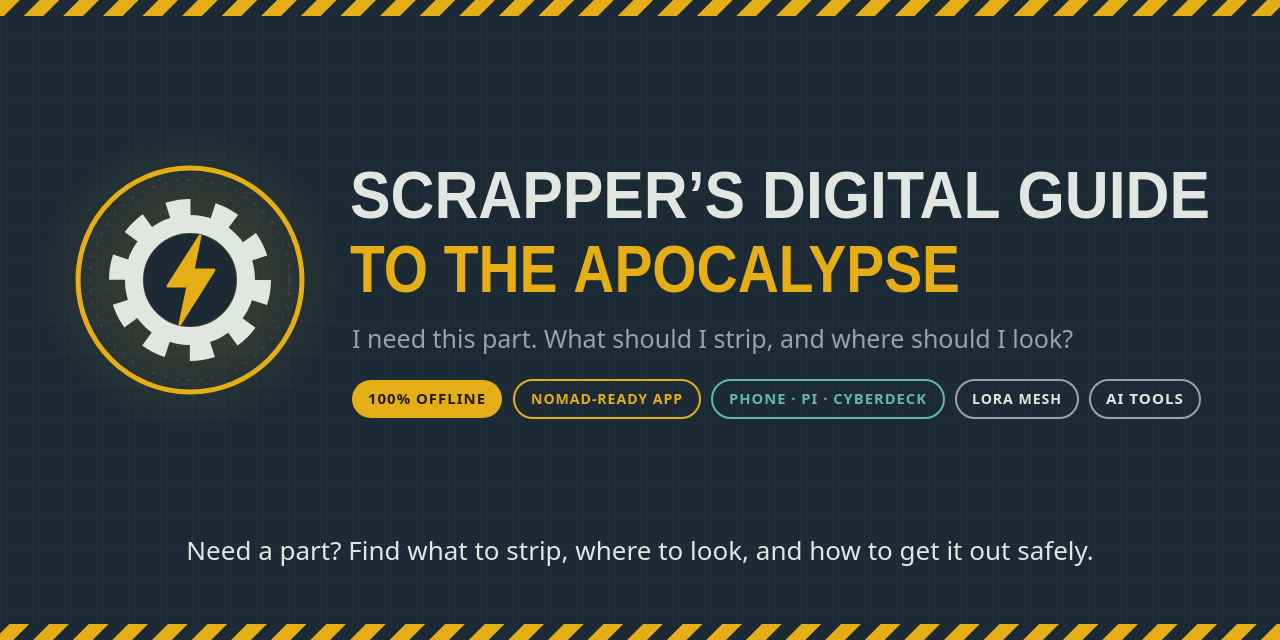 SCRAPPER’S DIGITAL GUIDE
TO THE APOCALYPSE
I need this part. What should I strip, and where should I look?
100% OFFLINE
NOMAD-READY APP
PHONE · PI · CYBERDECK
LORA MESH
AI TOOLS
Need a part? Find what to strip, where to look, and how to get it out safely.